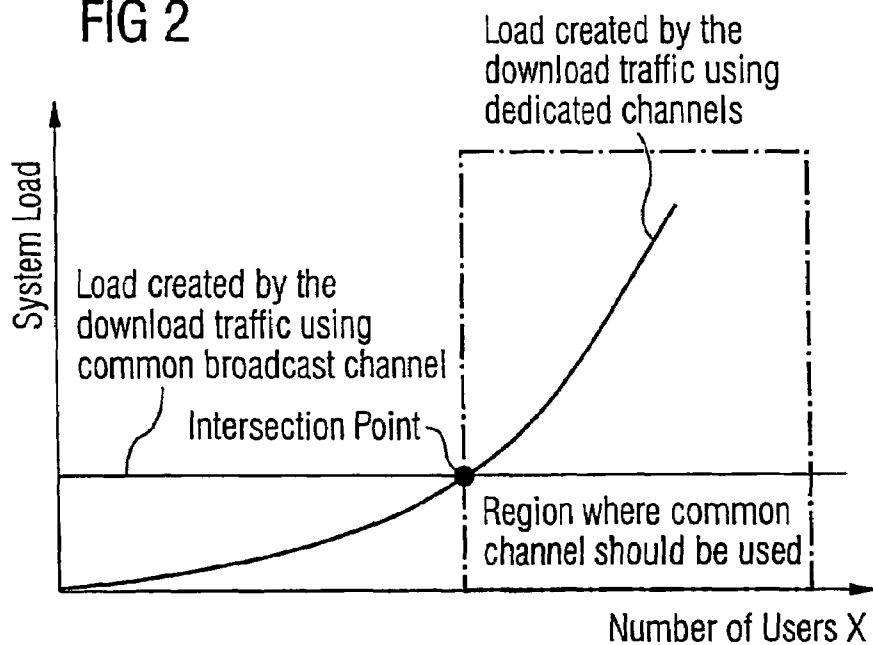 FIG 2
Load created by the
download traffic using
dedicated channels
System Load
Load created by the
download traffic using
common broadcast channel
Intersection Point
Region where common
channel should be used
Number of Users X